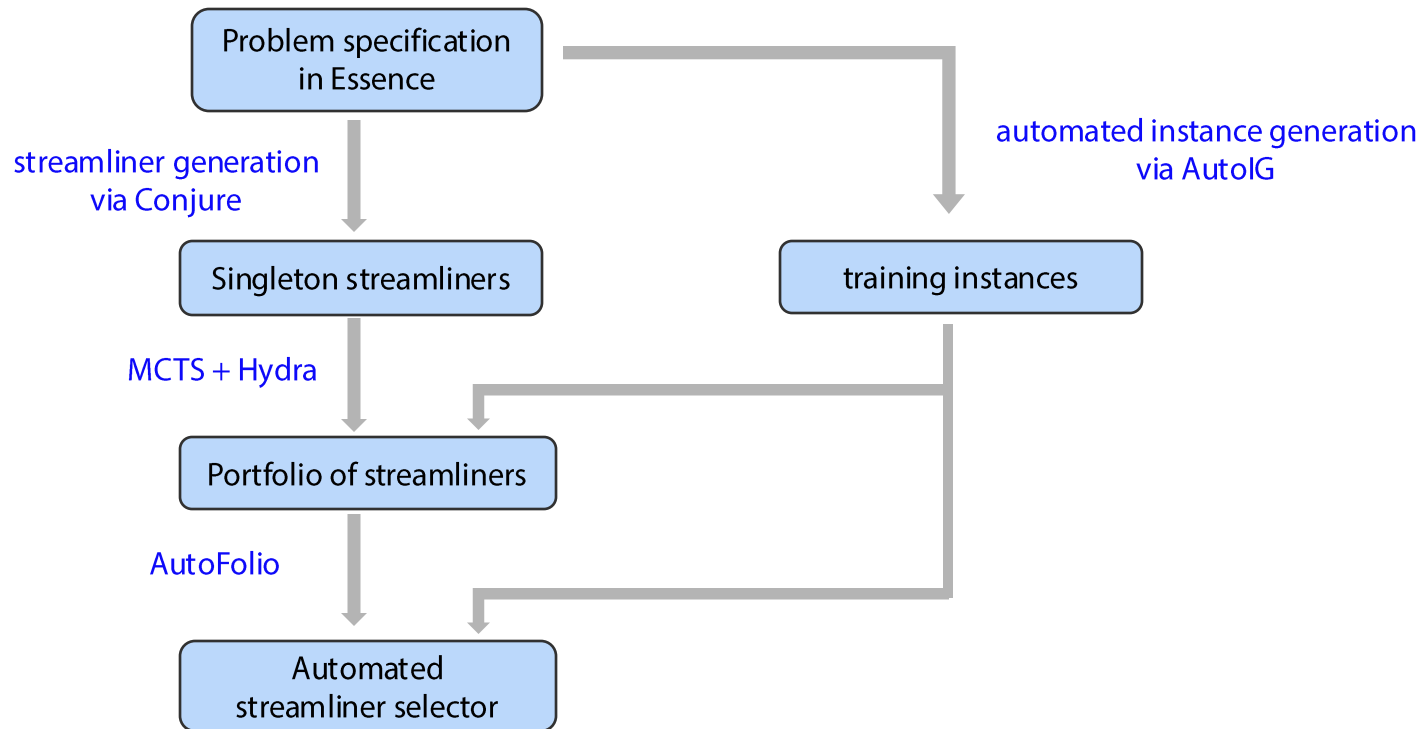 Problem specification
in Essence
automated instance generation
via AutoIG
streamliner generation
via Conjure
Singleton streamliners
training instances
MCTS + Hydra
Portfolio of streamliners
AutoFolio
Automated
streamliner selector